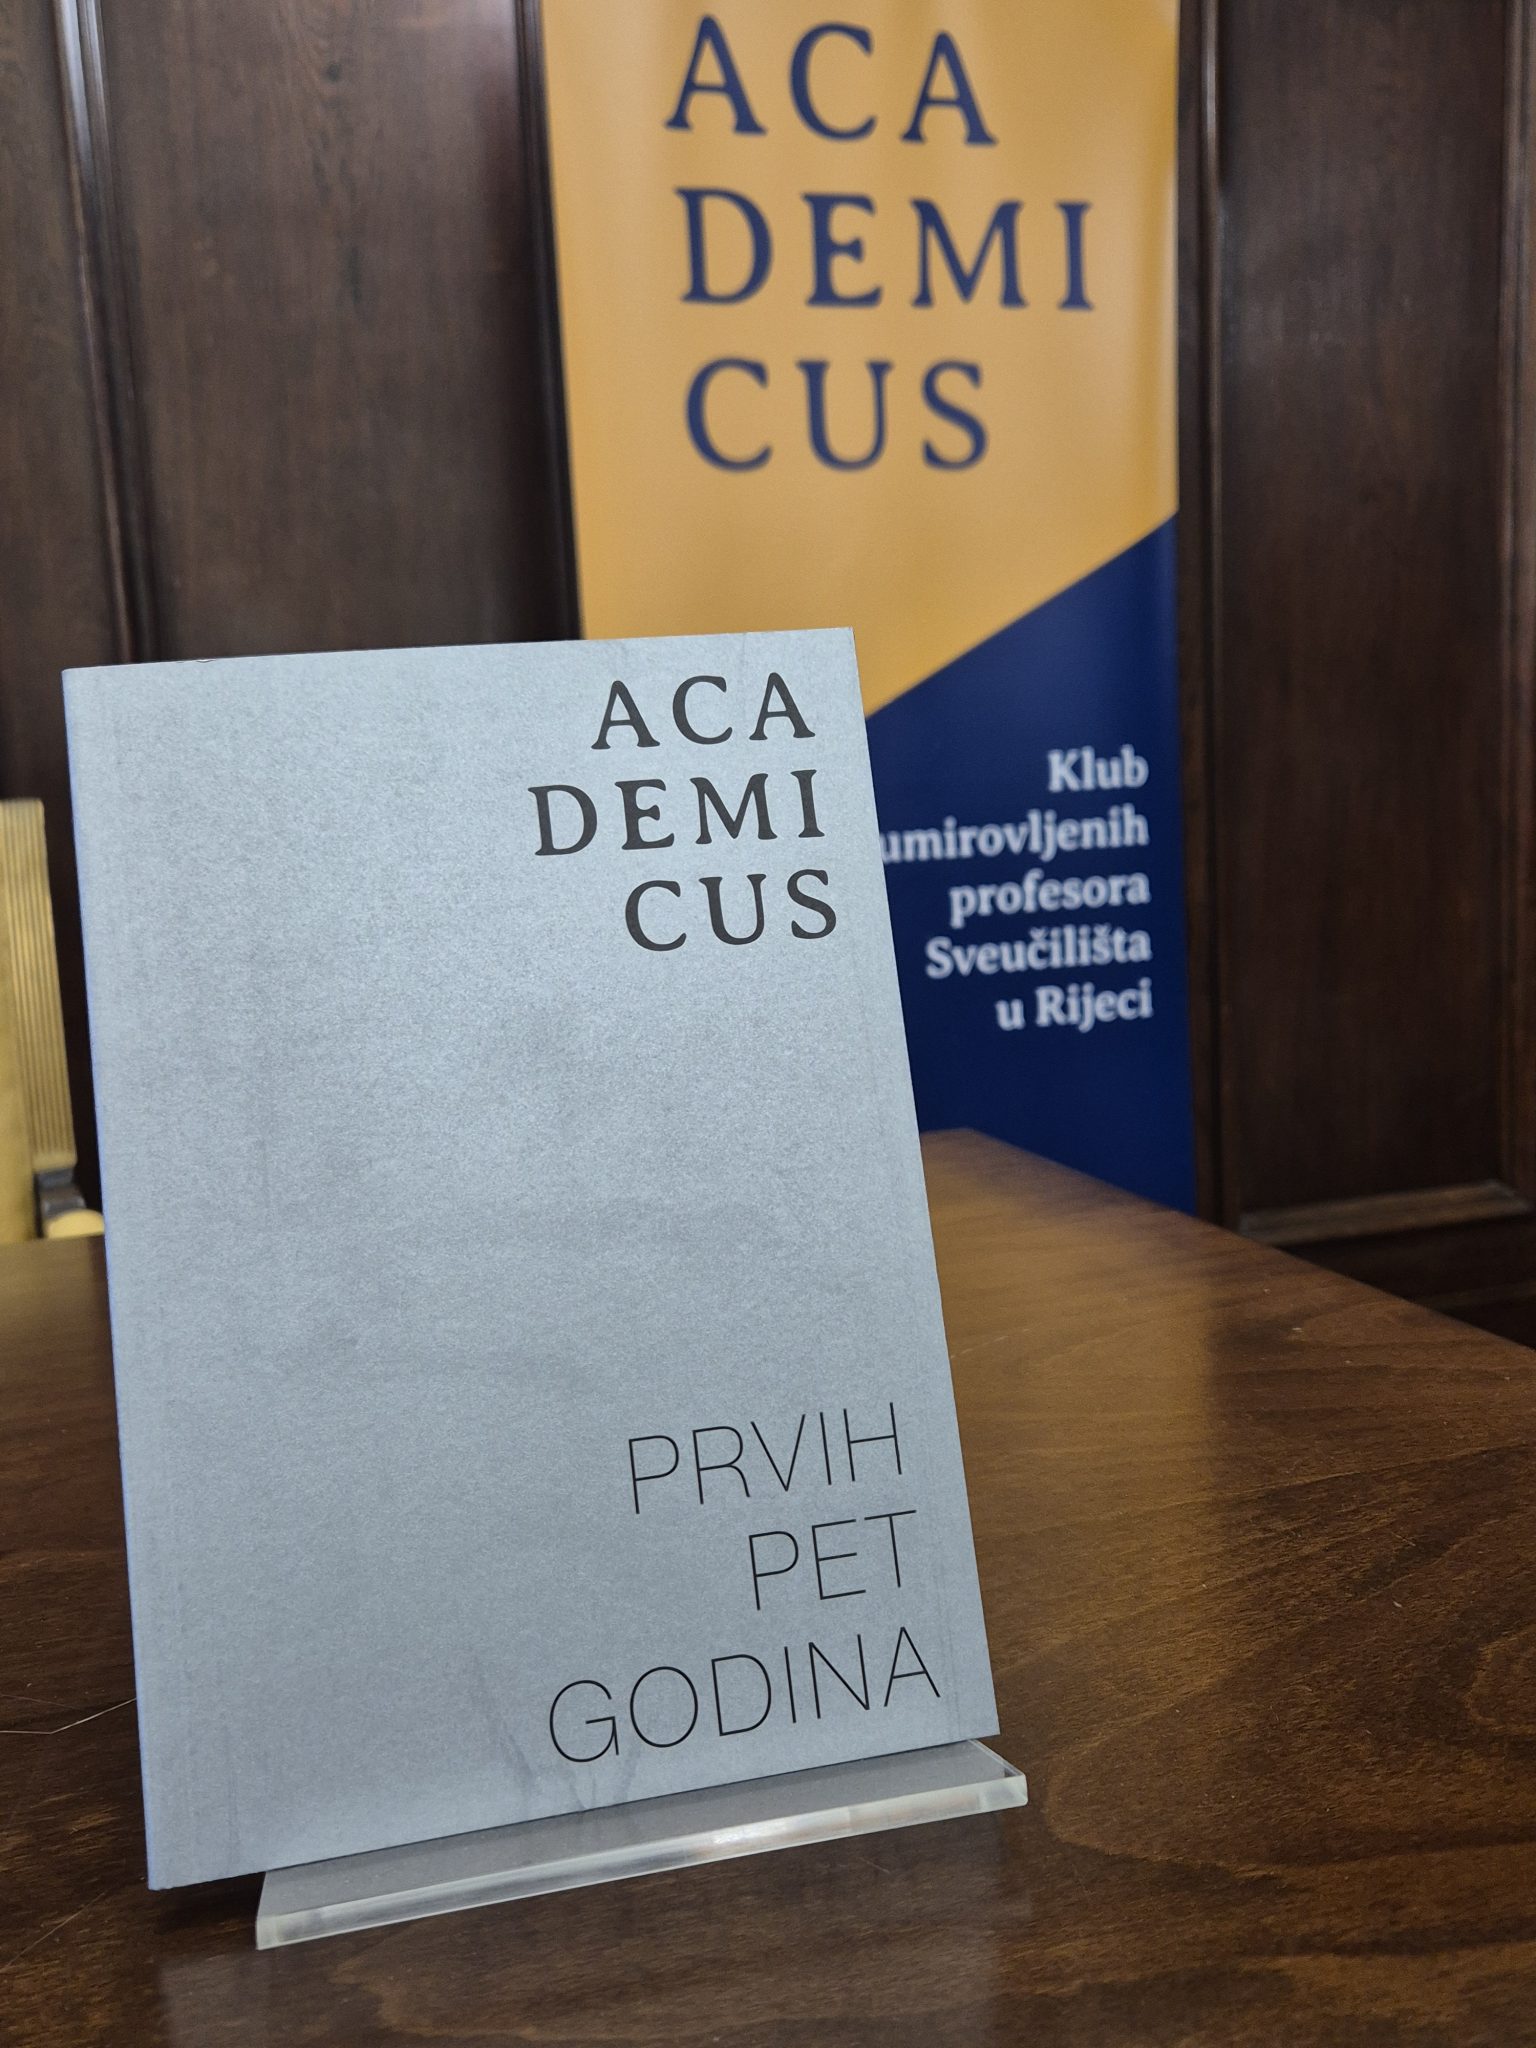 ACA
DEMI
CUS
Klub
umirovljenih
profesora
Sveučilišta
u Rijeci
ACA
DEMI
CUS
PRVIH
PET
GODINA